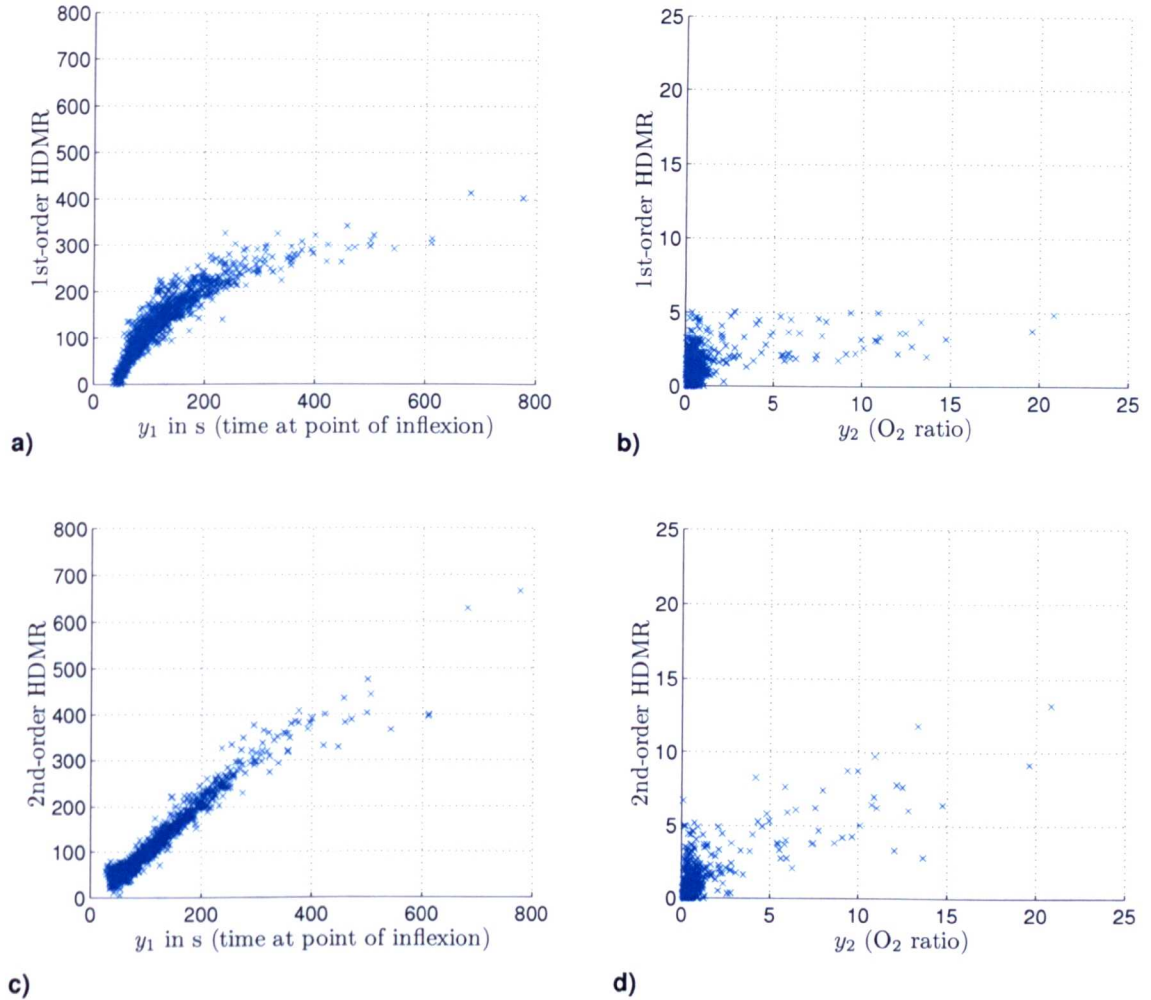 800
700
600
500
400
300
200
100
0
1st-order HDMR
0 200 400 600 800
y₁ in s (time at point of inflexion)
a)
25
20
15
10
5
0
1st-order HDMR
0 5 10 15 20 25
y₂ (O₂ ratio)
b)
800
700
600
500
400
300
200
100
0
2nd-order HDMR
0 200 400 600 800
y₁ in s (time at point of inflexion)
c)
25
20
15
10
5
0
2nd-order HDMR
0 5 10 15 20 25
y₂ (O₂ ratio)
d)